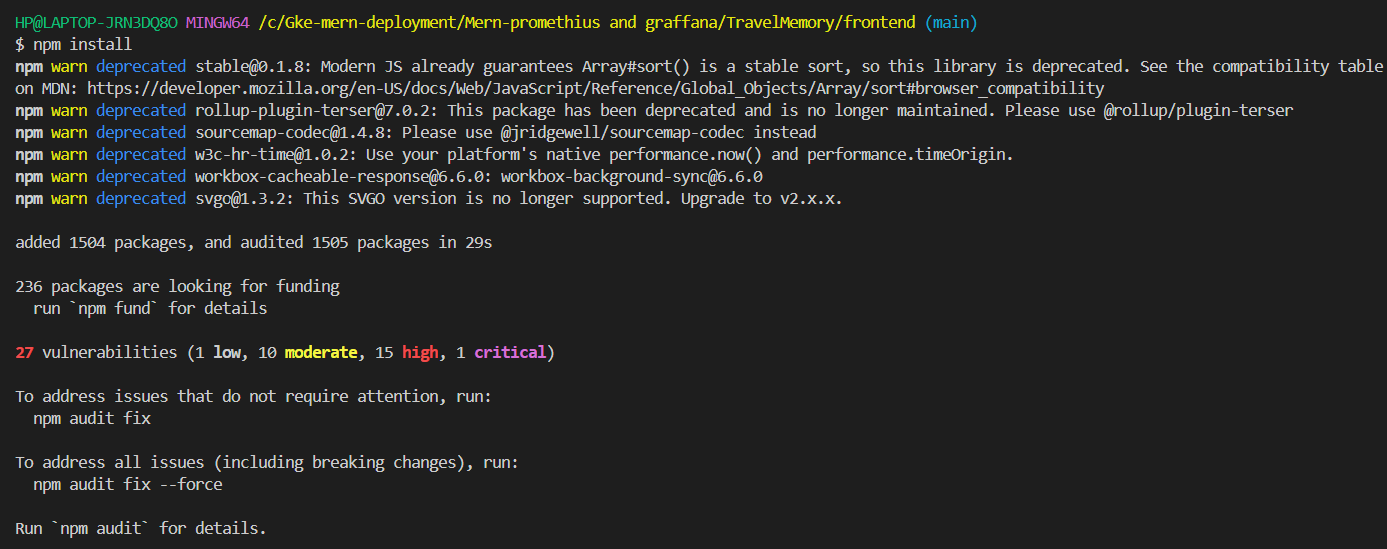 HP@LAPTOP-JRN3DQ8O MINGW64 /c/Gke-mern-deployment/Mern-promethius and graffana/TravelMemory/frontend (main)
$ npm install
npm warn deprecated stable@0.1.8: Modern JS already guarantees Array#sort() is a stable sort, so this library is deprecated. See the compatibility table
on MDN: https://developer.mozilla.org/en-US/docs/Web/JavaScript/Reference/Global_Objects/Array/sort#browser_compatibility
npm warn deprecated rollup-plugin-terser@7.0.2: This package has been deprecated and is no longer maintained. Please use @rollup/plugin-terser
npm warn deprecated sourcemap-codec@1.4.8: Please use @jridgewell/sourcemap-codec instead
npm warn deprecated w3c-hr-time@1.0.2: Use your platform's native performance.now() and performance.timeOrigin.
npm warn deprecated workbox-cacheable-response@6.6.0: workbox-background-sync@6.6.0
npm warn deprecated svgo@1.3.2: This SVGO version is no longer supported. Upgrade to v2.x.x.
added 1504 packages, and audited 1505 packages in 29s
236 packages are looking for funding
run `npm fund` for details
27 vulnerabilities (1 low, 10 moderate, 15 high, 1 critical)
To address issues that do not require attention, run:
npm audit fix
To address all issues (including breaking changes), run:
npm audit fix --force
Run `npm audit` for details.